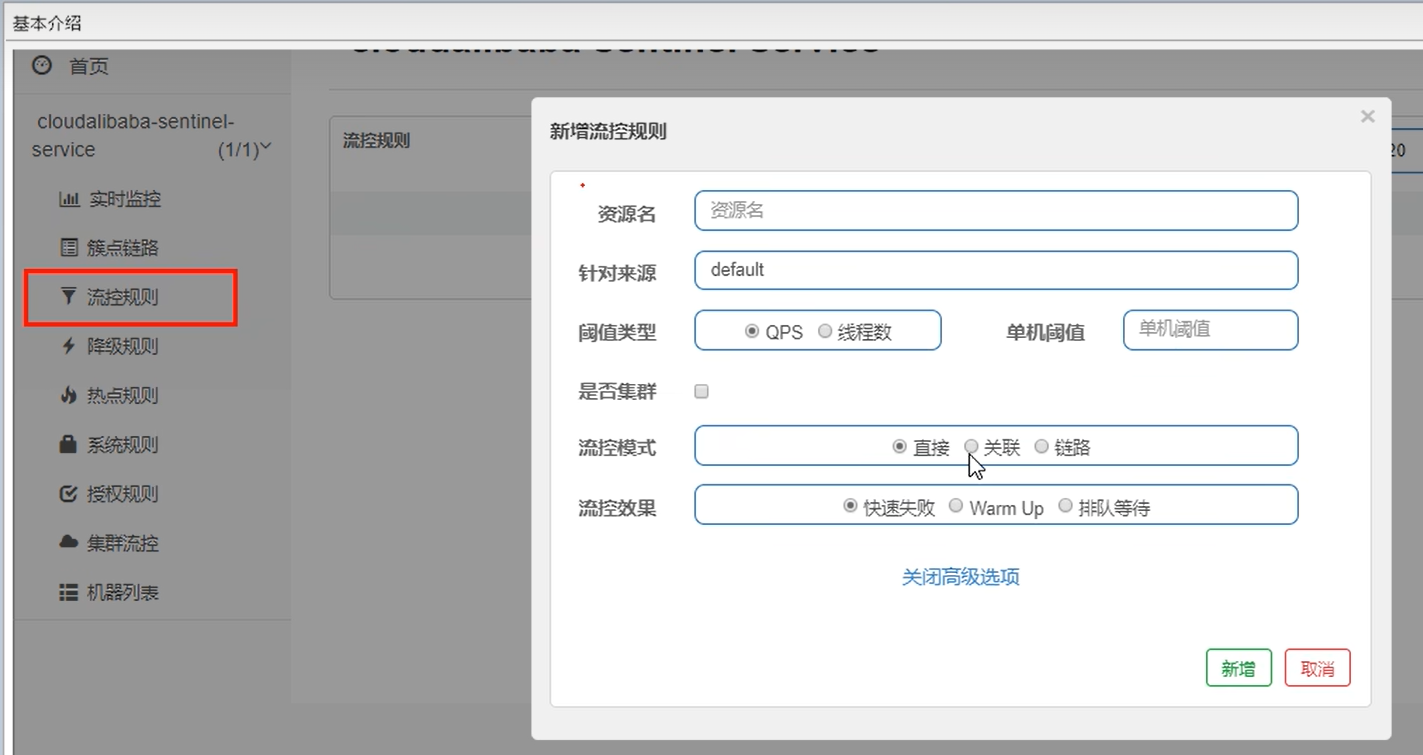 基本介绍
首页
cloudalibaba-sentinel-
service (1/1)
实时监控
簇点链路
流控规则
降级规则
热点规则
系统规则
授权规则
集群流控
机器列表
cloudalibaba-sentinel-service
流控规则
20
新增流控规则
×
资源名 资源名
针对来源 default
阈值类型 QPS 线程数 单机阈值 单机阈值
是否集群
流控模式 直接 关联 链路
流控效果 快速失败 Warm Up 排队等待
关闭高级选项
新增 取消